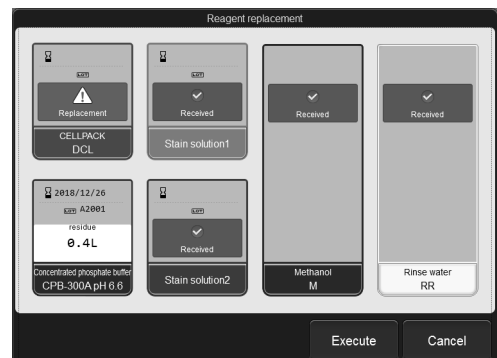 Reagent replacement
LOT
Replacement
CELLPACK
DCL
LOT
Received
Stain solution1
Received
Methanol
M
Received
Rinse water
RR
2018/12/26
LOT A2001
residue
0.4L
Concentrated phosphate buffer
CPB-300A pH 6.6
LOT
Received
Stain solution2
Execute
Cancel